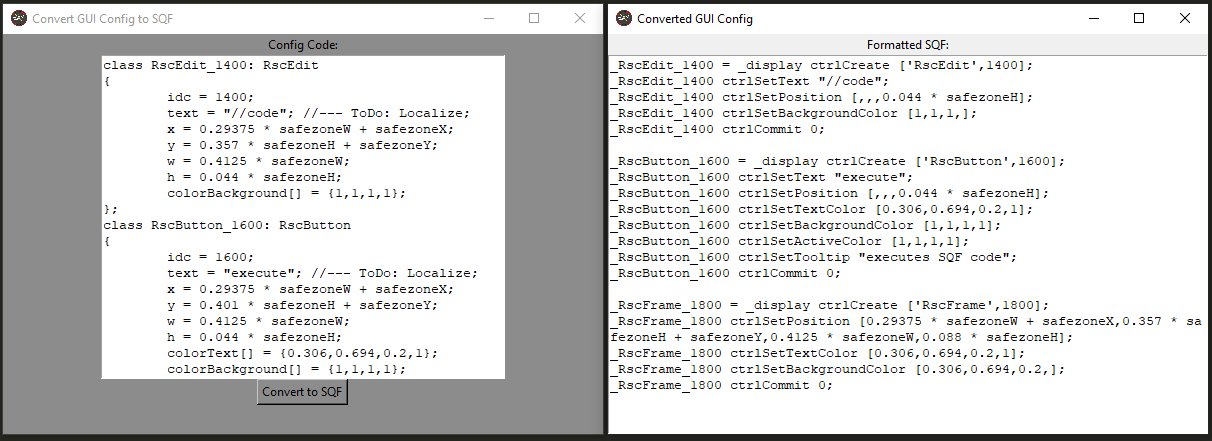 Convert GUI Config to SQF
Config Code:
class RscEdit_1400: RscEdit
{
idc = 1400;
text = "//code"; //--- ToDo: Localize;
x = 0.29375 * safezoneW + safezoneX;
y = 0.357 * safezoneH + safezoneY;
w = 0.4125 * safezoneW;
h = 0.044 * safezoneH;
colorBackground[] = {1,1,1,1};
};
class RscButton_1600: RscButton
{
idc = 1600;
text = "execute"; //--- ToDo: Localize;
x = 0.29375 * safezoneW + safezoneX;
y = 0.401 * safezoneH + safezoneY;
w = 0.4125 * safezoneW;
h = 0.044 * safezoneH;
colorText[] = {0.306,0.694,0.2,1};
colorBackground[] = {1,1,1,1};
Convert to SQF
Converted GUI Config
Formatted SQF:
_RscEdit_1400 = _display ctrlCreate ['RscEdit',1400];
_RscEdit_1400 ctrlSetText "//code";
_RscEdit_1400 ctrlSetPosition [,,,0.044 * safezoneH];
_RscEdit_1400 ctrlSetBackgroundColor [1,1,1,];
_RscEdit_1400 ctrlCommit 0;
_RscButton_1600 = _display ctrlCreate ['RscButton',1600];
_RscButton_1600 ctrlSetText "execute";
_RscButton_1600 ctrlSetPosition [,,,0.044 * safezoneH];
_RscButton_1600 ctrlSetTextColor [0.306,0.694,0.2,1];
_RscButton_1600 ctrlSetBackgroundColor [1,1,1,1];
_RscButton_1600 ctrlSetActiveColor [1,1,1,1];
_RscButton_1600 ctrlSetTooltip "executes SQF code";
_RscButton_1600 ctrlCommit 0;
_RscFrame_1800 = _display ctrlCreate ['RscFrame',1800];
_RscFrame_1800 ctrlSetPosition [0.29375 * safezoneW + safezoneX,0.357 * sa
fezoneH + safezoneY,0.4125 * safezoneW,0.088 * safezoneH];
_RscFrame_1800 ctrlSetTextColor [0.306,0.694,0.2,1];
_RscFrame_1800 ctrlSetBackgroundColor [0.306,0.694,0.2,];
_RscFrame_1800 ctrlCommit 0;